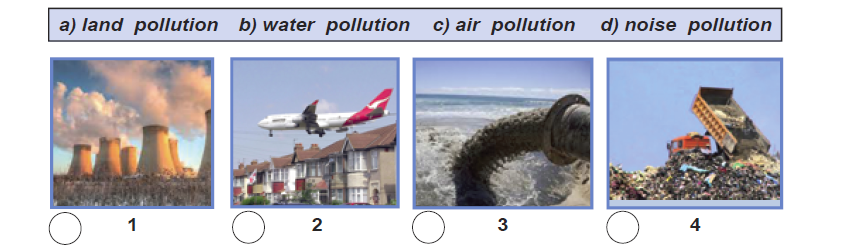 a) land pollution b) water pollution c) air pollution d) noise pollution
1 2 3 4